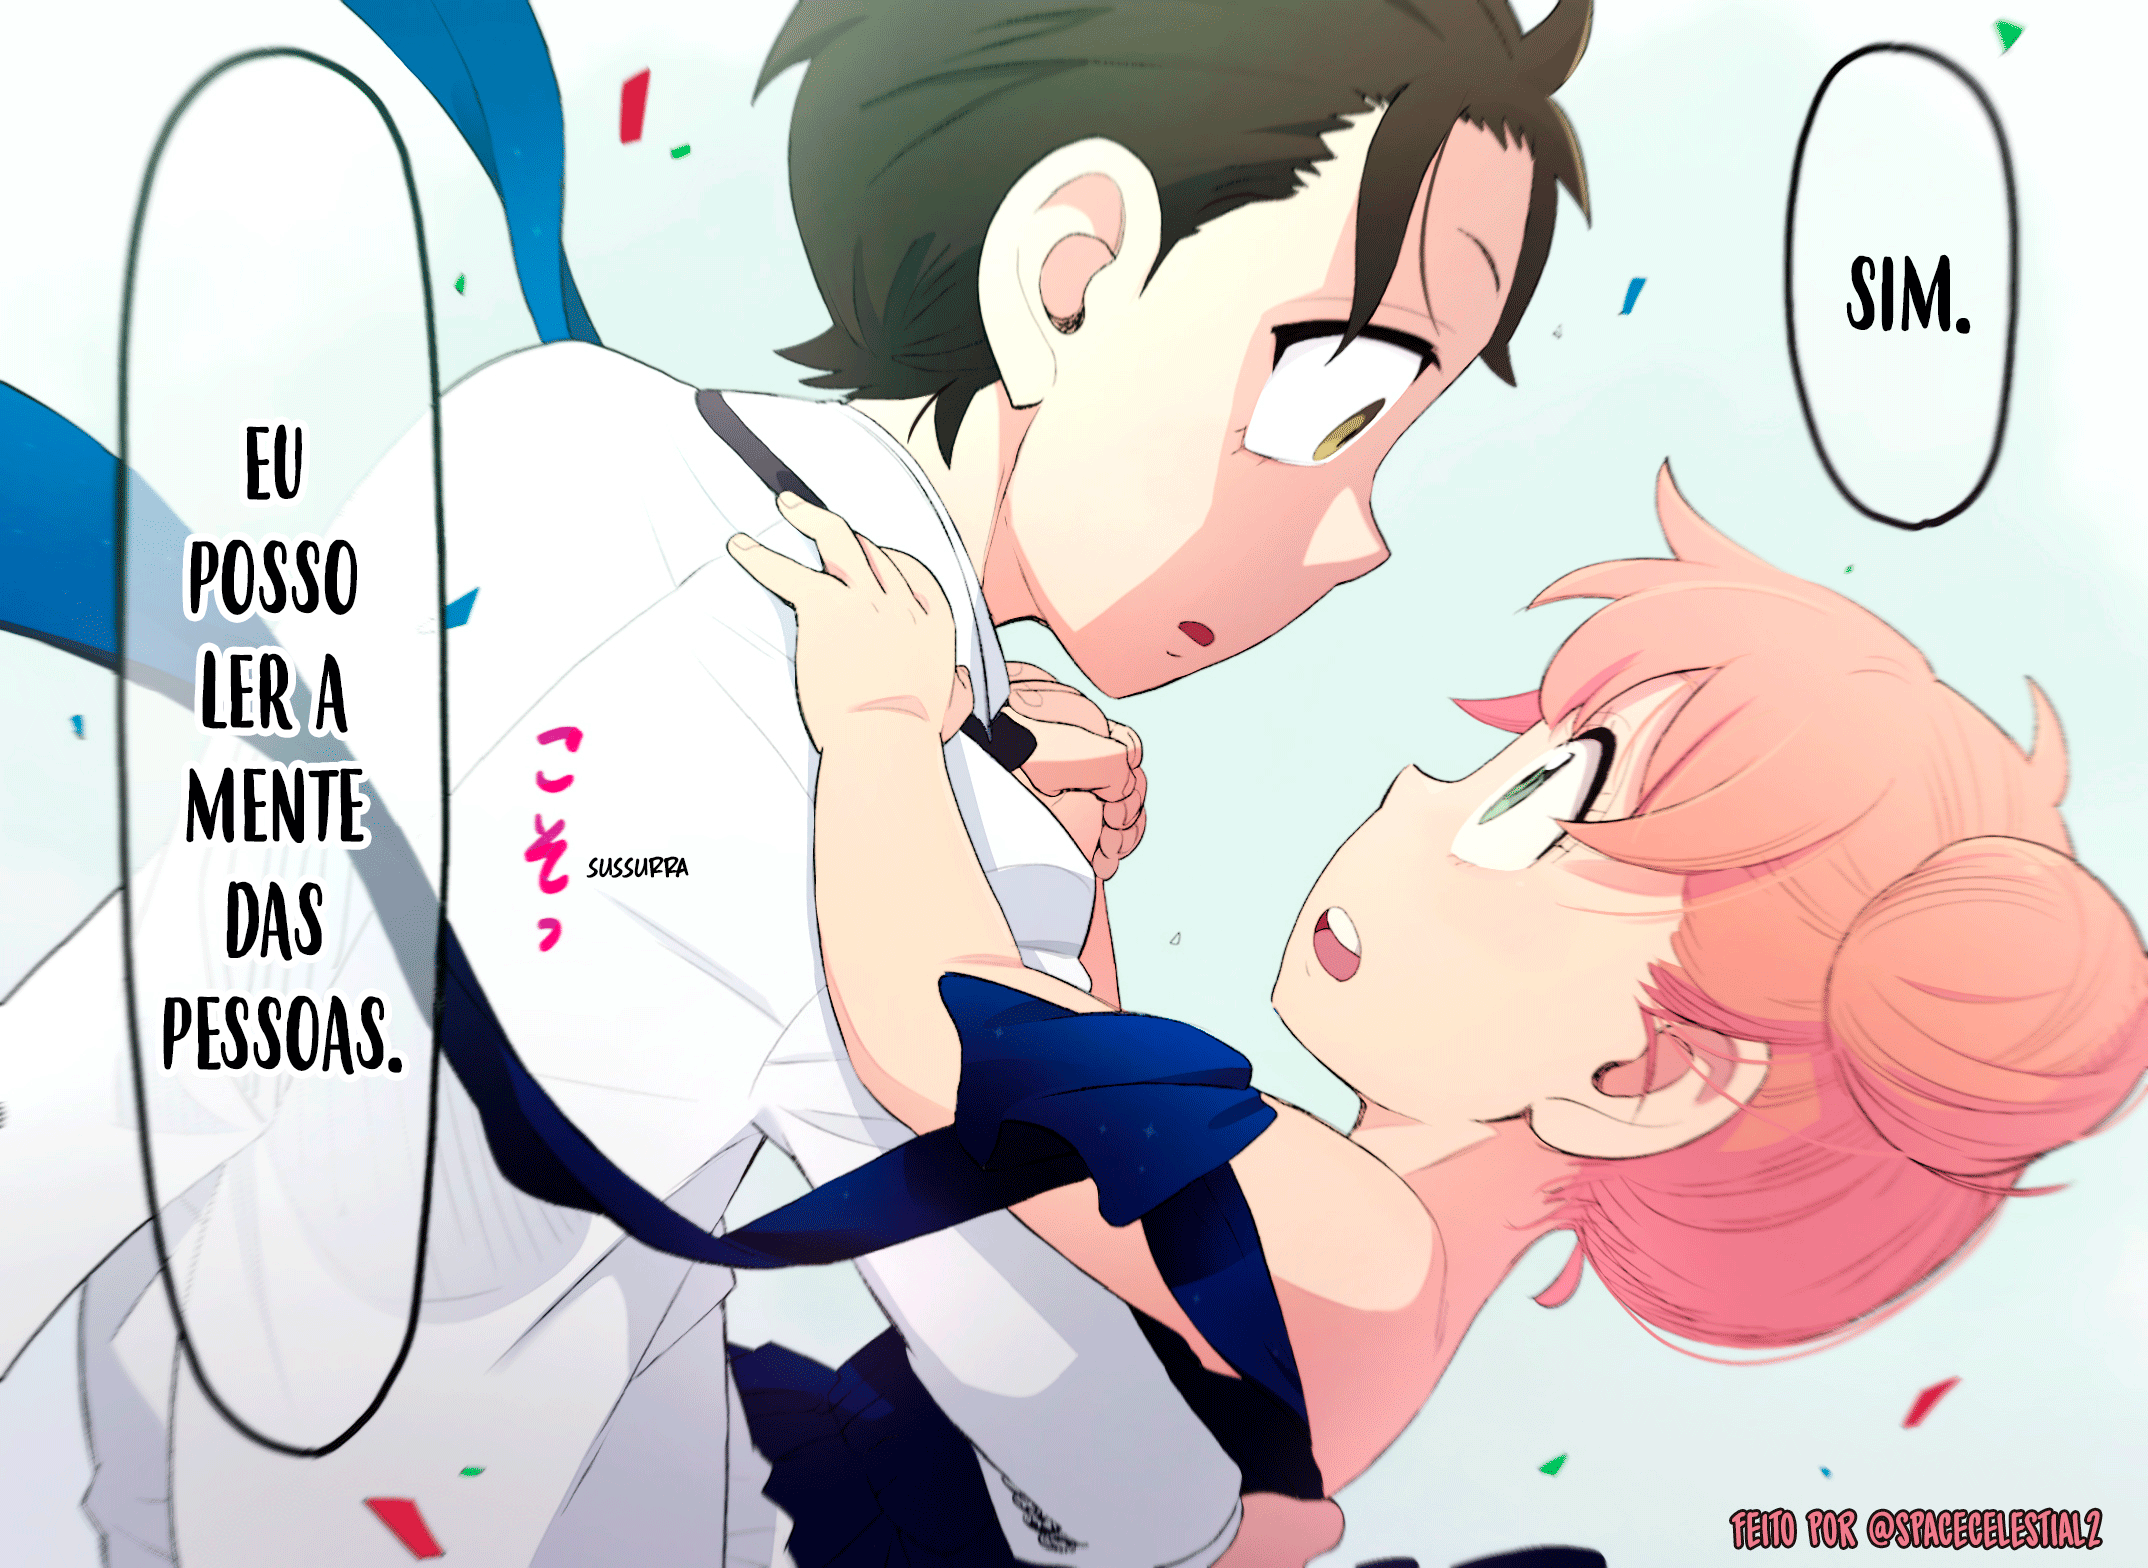 SIM.
EU
POSSO
LER A
MENTE
DAS
PESSOAS.
こそっ
SUSSURRA
FEITO POR @SPACECELESTIAL2